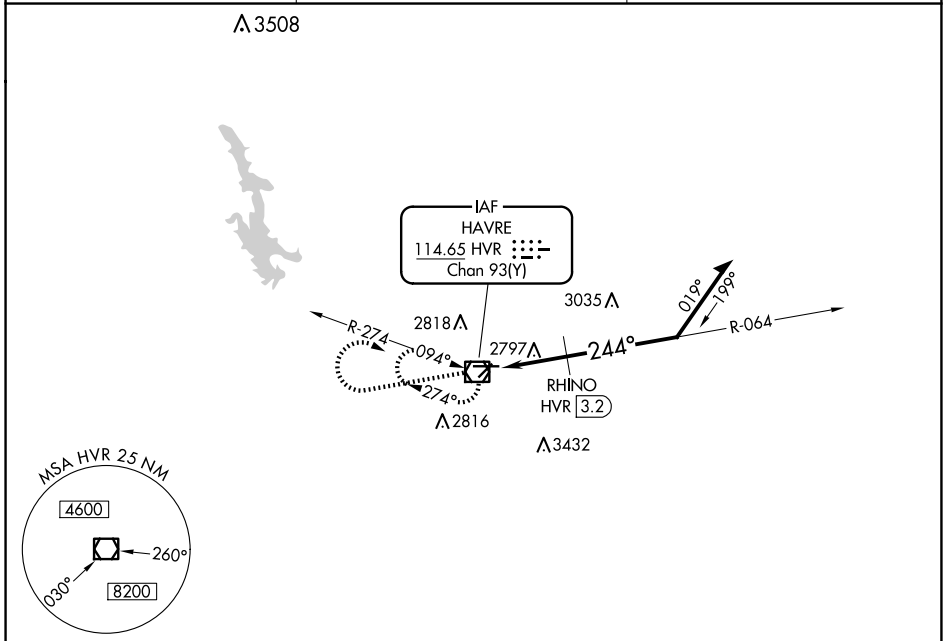 3508
IAF
HAVRE
114.65 HVR
Chan 93(Y)
3035
019°
199°
R-274
2818
R-064
094°
2797
244°
274°
RHINO
HVR 3.2
2816
3432
MSA HVR 25 NM
4600
260°
030°
8200